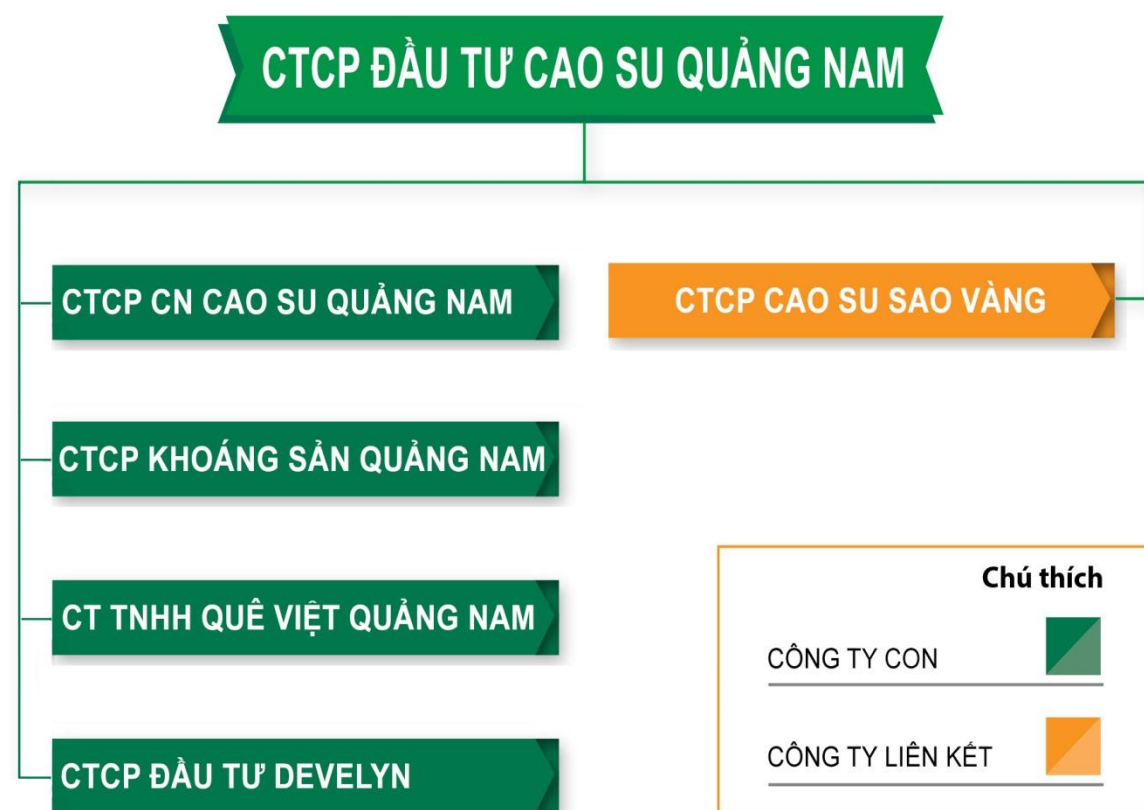 CTCP ĐẦU TƯ CAO SU QUẢNG NAM
CTCP CN CAO SU QUẢNG NAM
CTCP CAO SU SAO VÀNG
CTCP KHOÁNG SẢN QUẢNG NAM
CT TNHH QUÊ VIỆT QUẢNG NAM
CTCP ĐẦU TƯ DEVELYN
Chú thích
CÔNG TY CON
CÔNG TY LIÊN KẾT